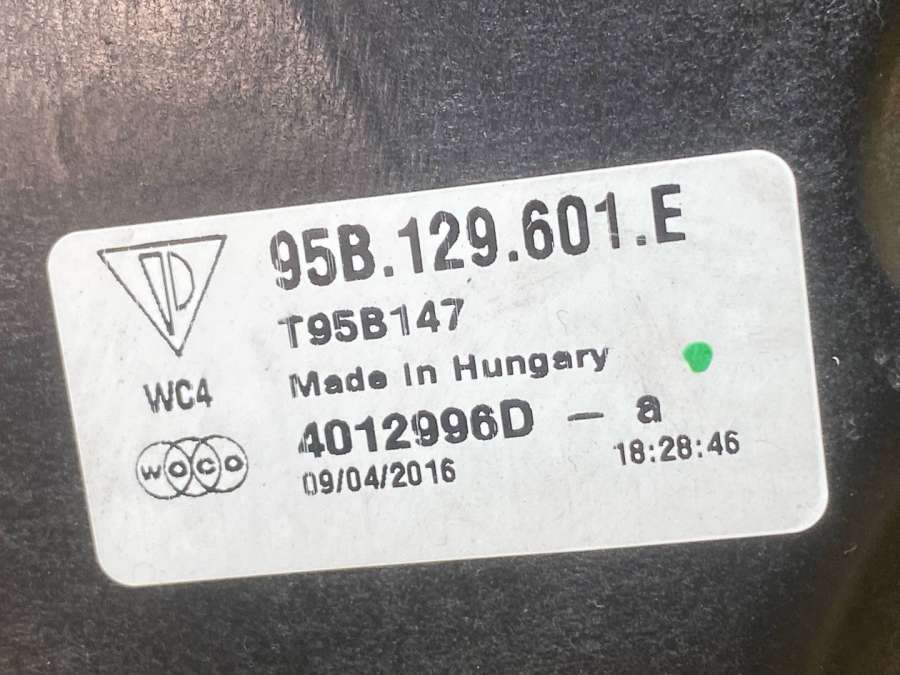 95B.129.601.E
T95B147
Made In Hungary
WC4
4012996D - a
WOCO
09/04/2016 18:28:46